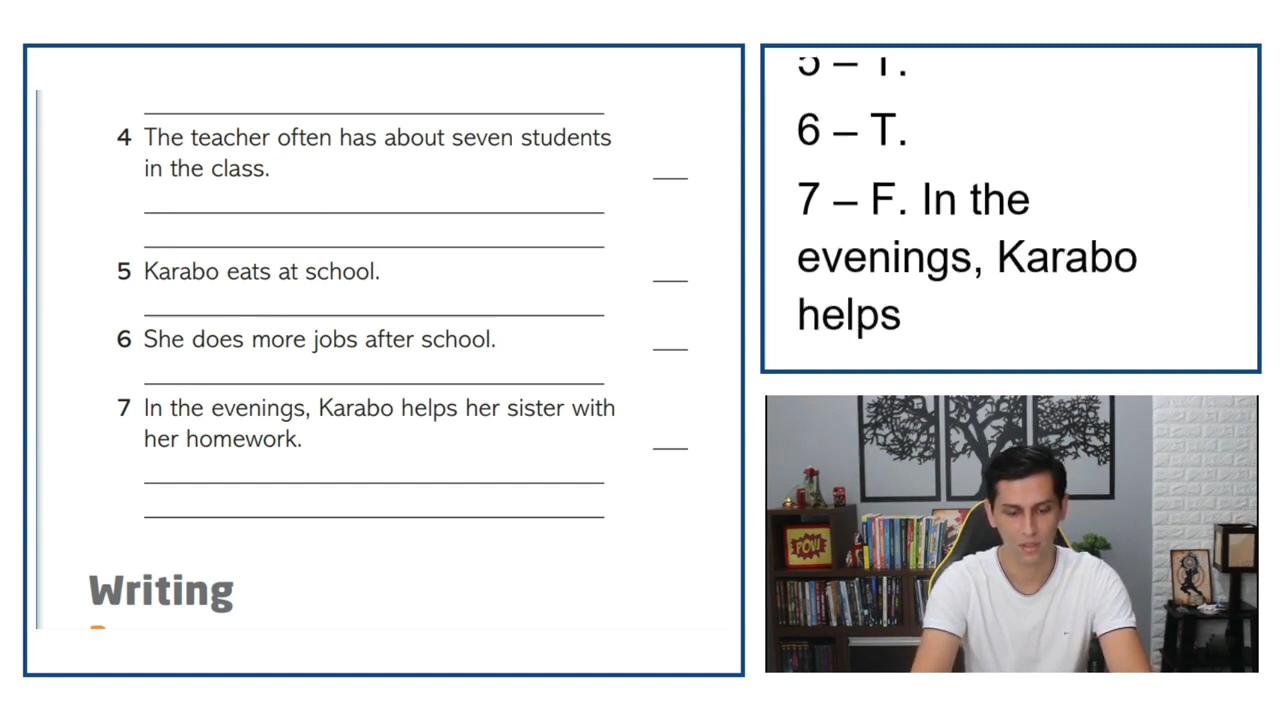 4 The teacher often has about seven students
in the class.
5 Karabo eats at school.
6 She does more jobs after school.
7 In the evenings, Karabo helps her sister with
her homework.
Writing
5 – T.
6 – T.
7 – F. In the
evenings, Karabo
helps
POW!